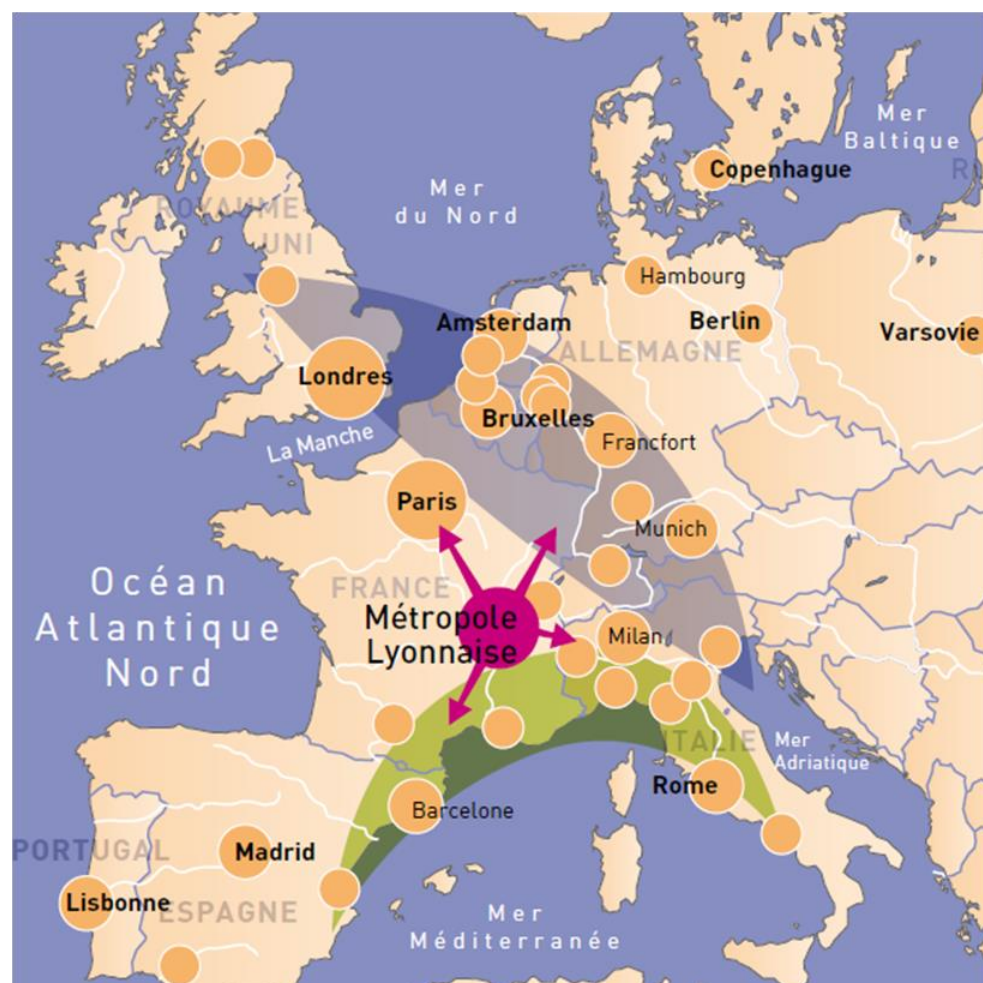 Mer
Baltique
Copenhague
Mer
du Nord
ROYAUME-
UNI
Hambourg
Amsterdam
Berlin
Varsovie
ALLEMAGNE
Londres
Bruxelles
La Manche
Francfort
Paris
Munich
Océan
Atlantique
Nord
FRANCE
Métropole
Lyonnaise
Milan
ITALIE
Mer
Adriatique
Rome
Barcelone
PORTUGAL
Madrid
Lisbonne
ESPAGNE
Mer
Méditerranée